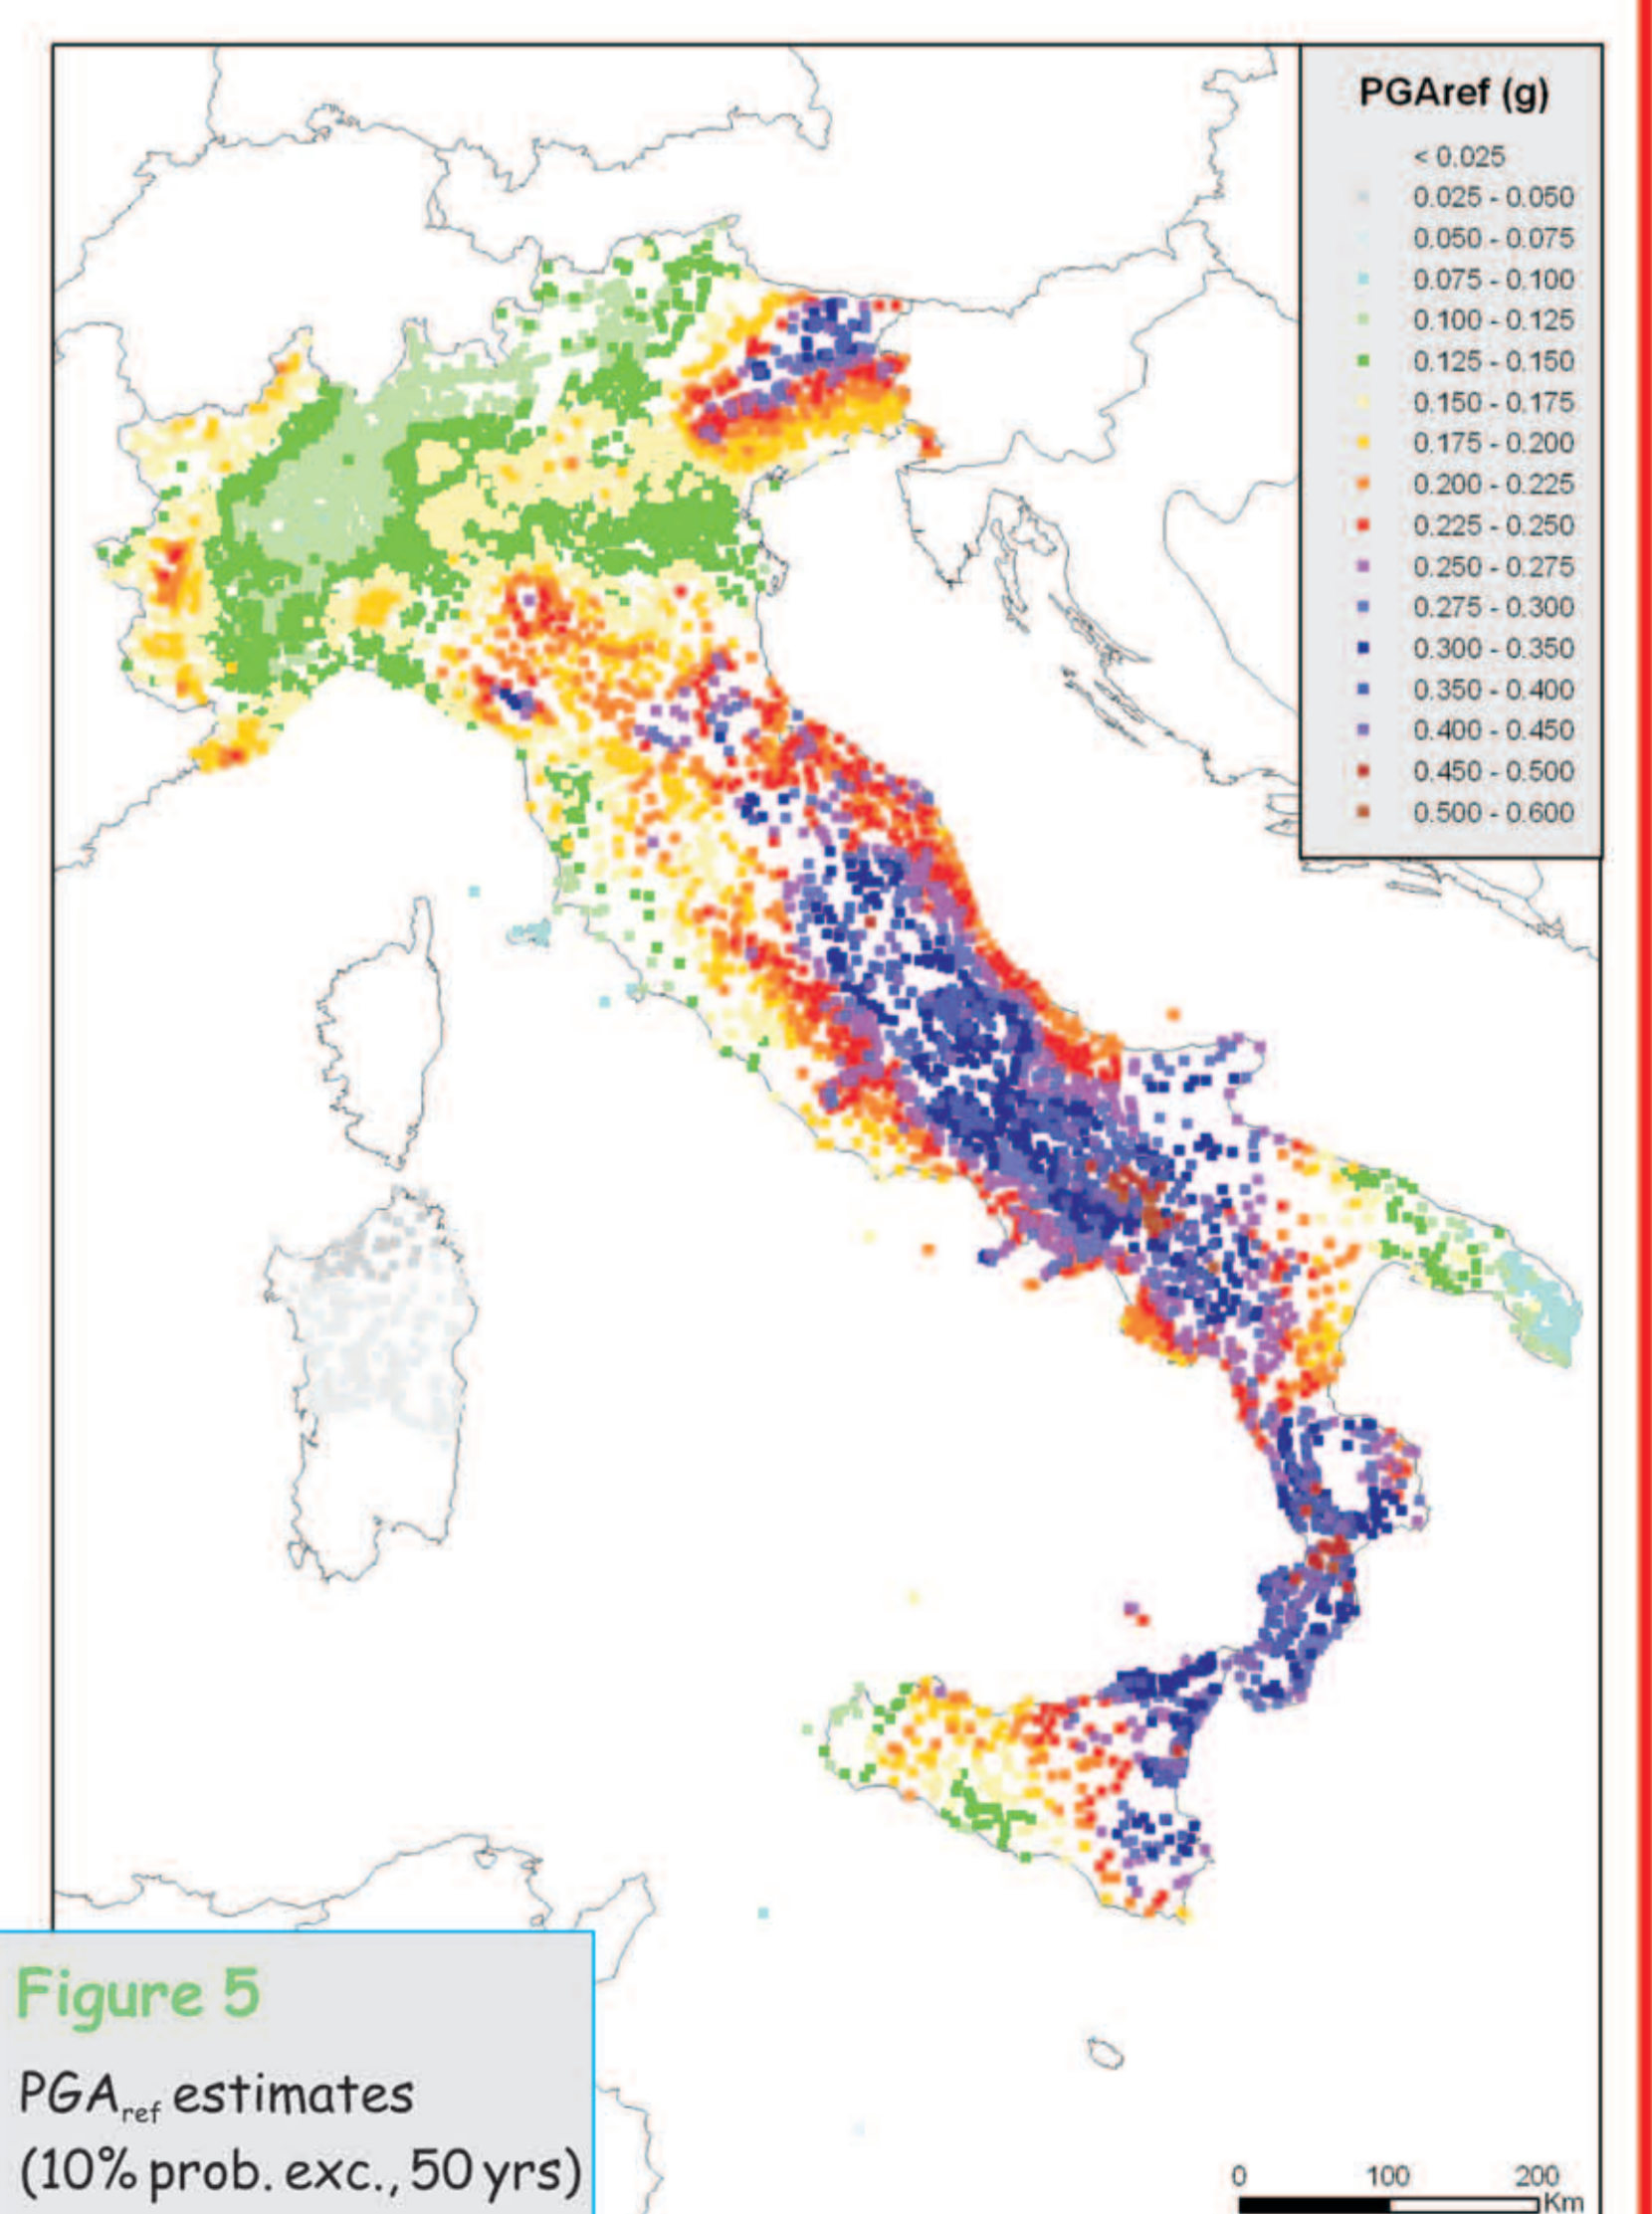 PGAref (g)
< 0.025
0.025 - 0.050
0.050 - 0.075
0.075 - 0.100
0.100 - 0.125
0.125 - 0.150
0.150 - 0.175
0.175 - 0.200
0.200 - 0.225
0.225 - 0.250
0.250 - 0.275
0.275 - 0.300
0.300 - 0.350
0.350 - 0.400
0.400 - 0.450
0.450 - 0.500
0.500 - 0.600
Figure 5
PGAref estimates
(10% prob. exc., 50 yrs)
0 100 200
Km